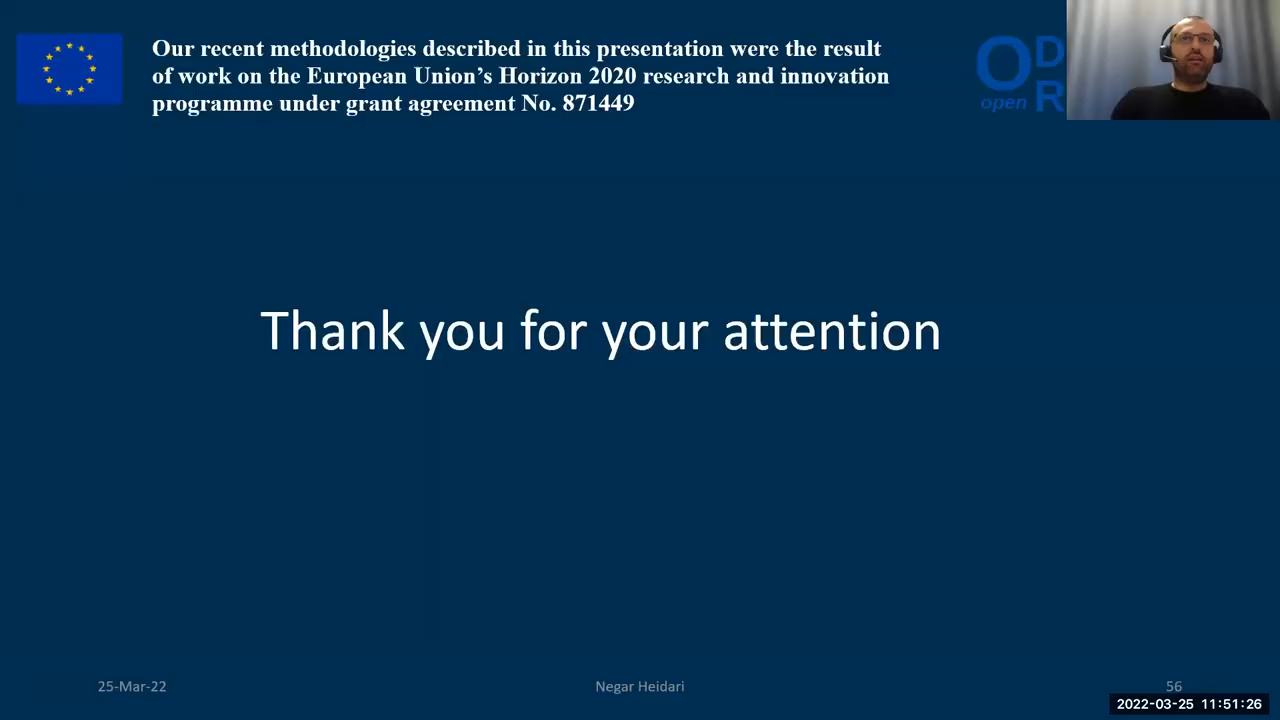 Our recent methodologies described in this presentation were the result
of work on the European Union's Horizon 2020 research and innovation
programme under grant agreement No. 871449
O D
open R
Thank you for your attention
25-Mar-22
Negar Heidari
56
2022-03-25 11:51:26